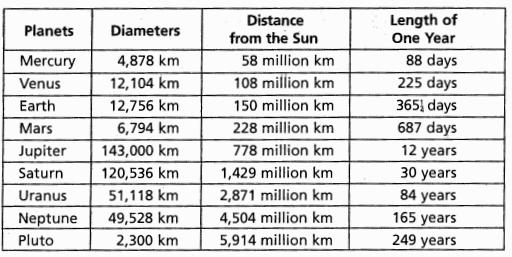 Planets Diameters Distance from the Sun Length of One Year
Mercury 4,878 km 58 million km 88 days
Venus 12,104 km 108 million km 225 days
Earth 12,756 km 150 million km 365¼ days
Mars 6,794 km 228 million km 687 days
Jupiter 143,000 km 778 million km 12 years
Saturn 120,536 km 1,429 million km 30 years
Uranus 51,118 km 2,871 million km 84 years
Neptune 49,528 km 4,504 million km 165 years
Pluto 2,300 km 5,914 million km 249 years